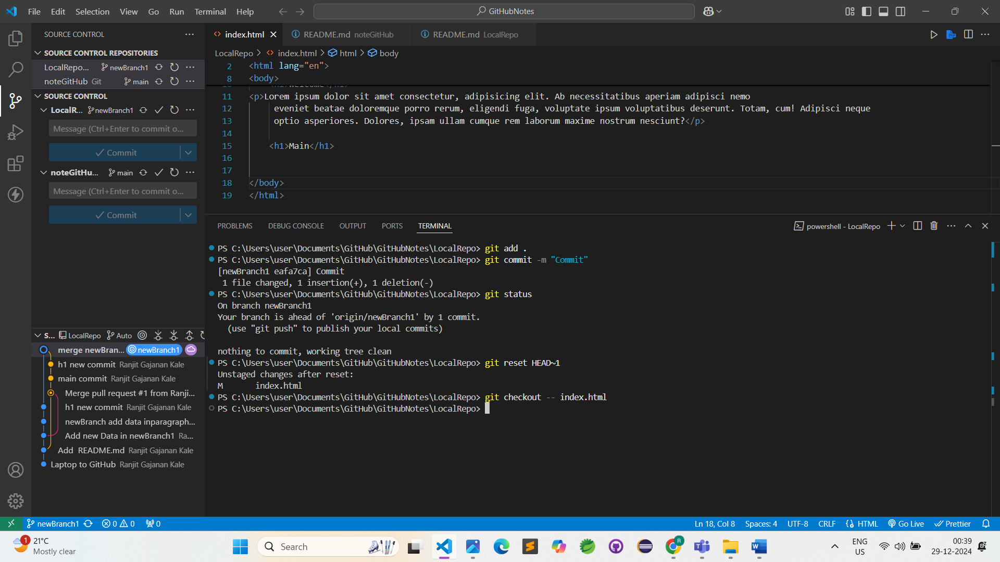 File Edit Selection View Go Run Terminal Help
GitHubNotes
SOURCE CONTROL
SOURCE CONTROL REPOSITORIES
LocalRepo... newBranch1
noteGitHub Git main
SOURCE CONTROL
LocalR... newBranch1
Message (Ctrl+Enter to commit o...
Commit
noteGitHu... main
Message (Ctrl+Enter to commit o...
Commit
S... LocalRepo Auto
merge newBran... newBranch1
h1 new commit Ranjit Gajanan Kale
main commit Ranjit Gajanan Kale
Merge pull request #1 from Ranji...
h1 new commit Ranjit Gajanan Kale
newBranch add data inparagraph...
Add new Data in newBranch1 Ra...
Add README.md Ranjit Gajanan Kale
Laptop to GitHub Ranjit Gajanan Kale
index.html README.md noteGitHub README.md LocalRepo
LocalRepo > index.html > html > body
2 <html lang="en">
8 <body>
11 <p>Lorem ipsum dolor sit amet consectetur, adipisicing elit. Ab necessitatibus aperiam adipisci nemo
12 eveniet beatae doloremque porro rerum, eligendi fuga, voluptate ipsum voluptatibus deserunt. Totam, cum! Adipisci neque
13 optio asperiores. Dolores, ipsam ullam cumque rem laborum maxime nostrum nesciunt?</p>
14
15 <h1>Main</h1>
16
17
18 </body>
19 </html>
PROBLEMS DEBUG CONSOLE OUTPUT PORTS TERMINAL
powershell - LocalRepo
PS C:\Users\user\Documents\GitHub\GitHubNotes\LocalRepo> git add .
PS C:\Users\user\Documents\GitHub\GitHubNotes\LocalRepo> git commit -m "Commit"
[newBranch1 eafa7ca] Commit
1 file changed, 1 insertion(+), 1 deletion(-)
PS C:\Users\user\Documents\GitHub\GitHubNotes\LocalRepo> git status
On branch newBranch1
Your branch is ahead of 'origin/newBranch1' by 1 commit.
(use "git push" to publish your local commits)
nothing to commit, working tree clean
PS C:\Users\user\Documents\GitHub\GitHubNotes\LocalRepo> git reset HEAD~1
Unstaged changes after reset:
M index.html
PS C:\Users\user\Documents\GitHub\GitHubNotes\LocalRepo> git checkout -- index.html
PS C:\Users\user\Documents\GitHub\GitHubNotes\LocalRepo>
newBranch1 0 0 0
Ln 18, Col 8 Spaces: 4 UTF-8 CRLF HTML Go Live Prettier
1
21°C
Mostly clear
Search
R
ENG
US
00:39
29-12-2024